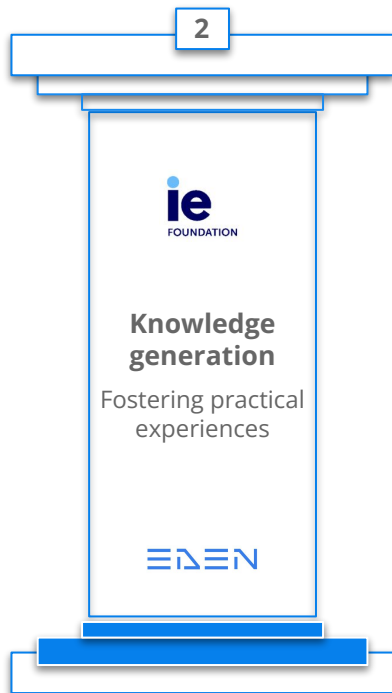 2
ie
FOUNDATION
Knowledge
generation
Fostering practical
experiences
EDEN